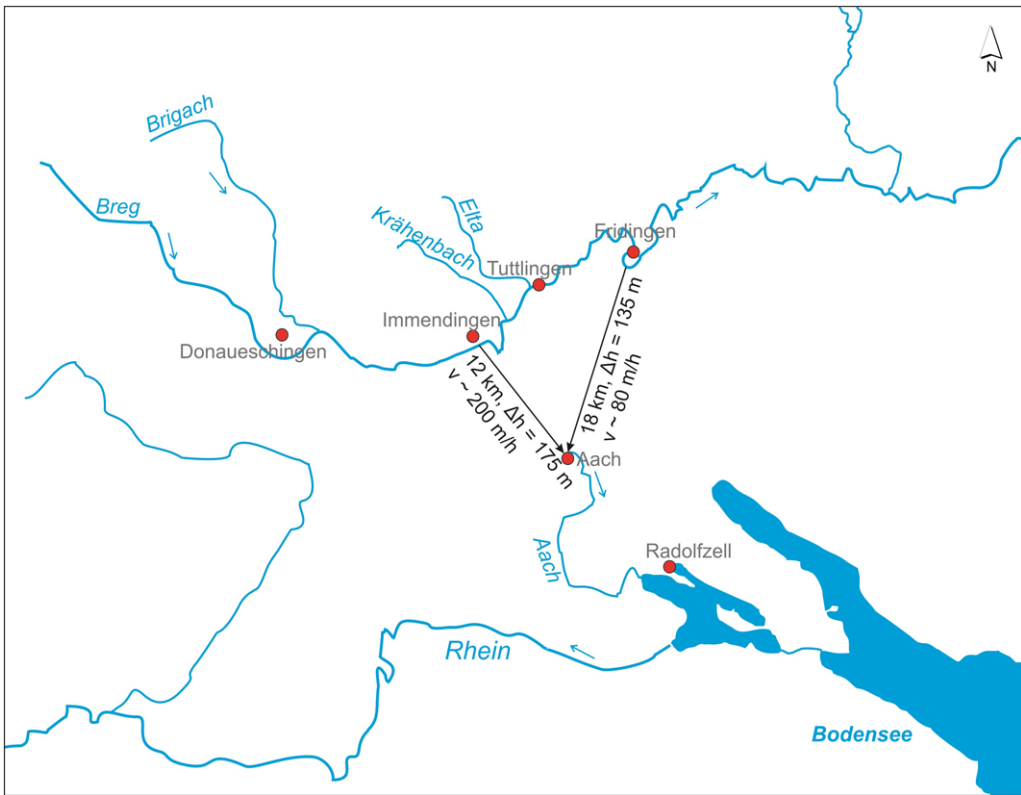 N
Brigach
Breg
Elta
Krähenbach
Fridingen
Tuttlingen
Immendingen
Donaueschingen
12 km, Δh = 175 m
v ~ 200 m/h
18 km, Δh = 135 m
v ~ 80 m/h
Aach
Aach
Radolfzell
Rhein
Bodensee